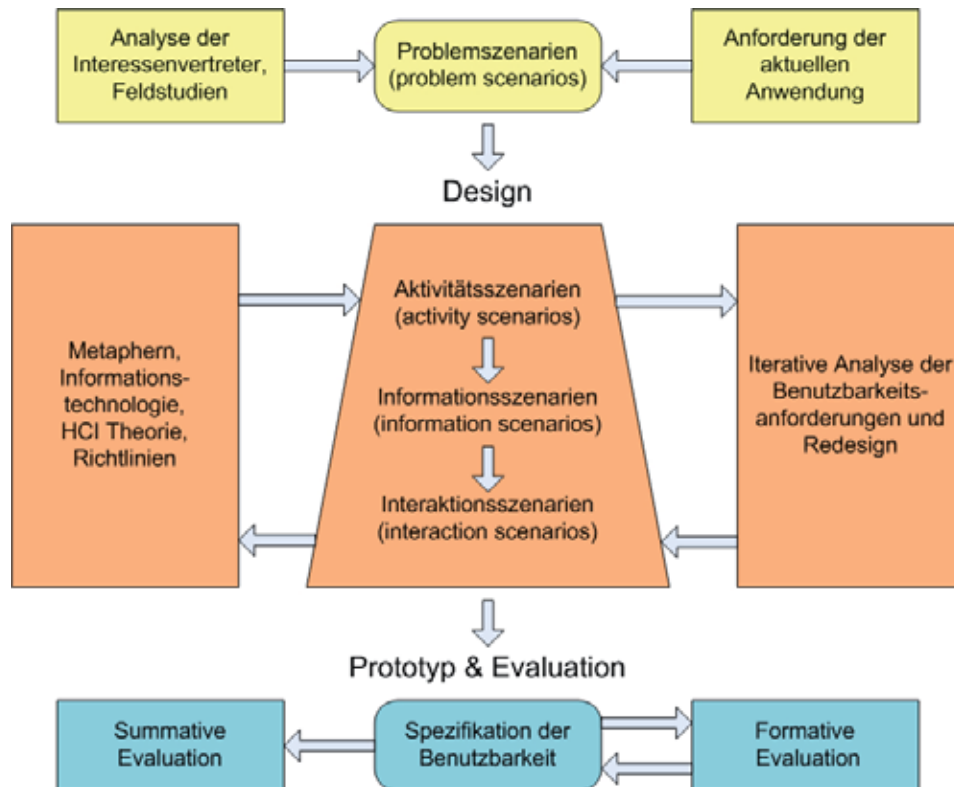 Analyse der
Interessenvertreter,
Feldstudien
Problemszenarien
(problem scenarios)
Anforderung der
aktuellen
Anwendung
Design
Metaphern,
Informations-
technologie,
HCI Theorie,
Richtlinien
Aktivitätsszenarien
(activity scenarios)
Informationsszenarien
(information scenarios)
Interaktionsszenarien
(interaction scenarios)
Iterative Analyse der
Benutzbarkeits-
anforderungen und
Redesign
Prototyp & Evaluation
Summative
Evaluation
Spezifikation der
Benutzbarkeit
Formative
Evaluation